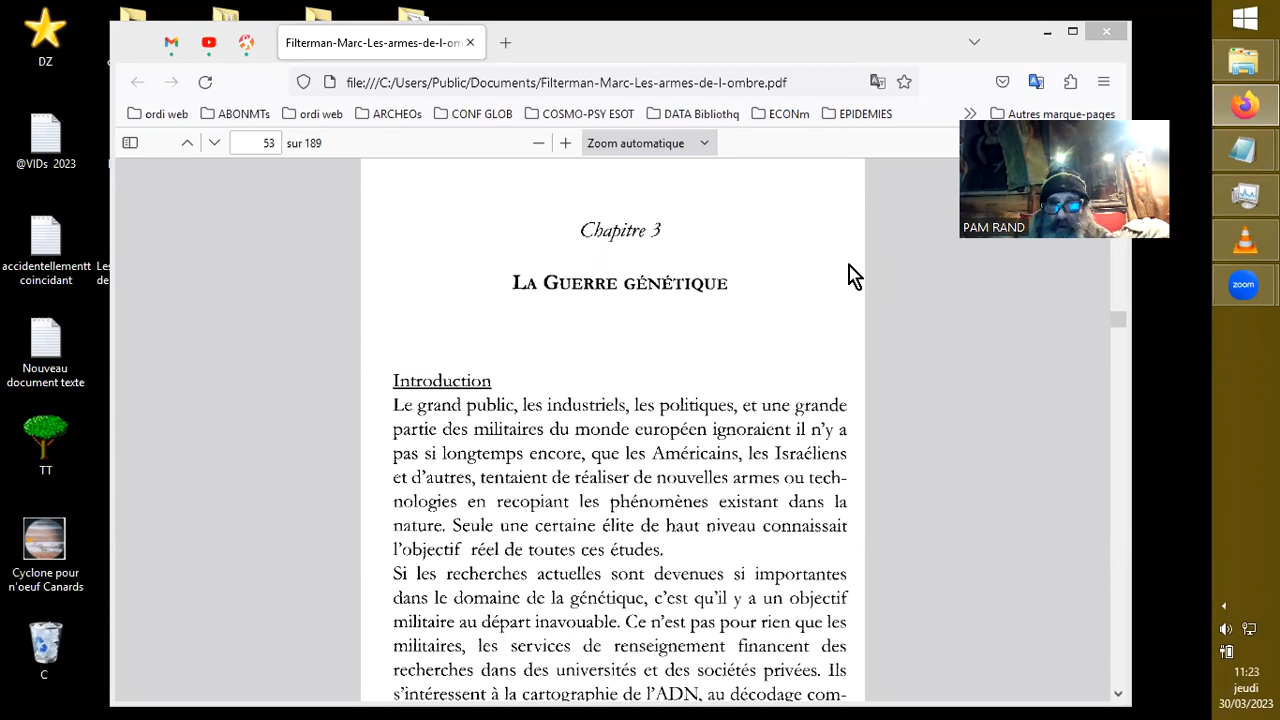 DZ
@VIDs 2023
accidentellementt
coincidant
Les
de
Nouveau
document texte
TT
Cyclone pour
n'oeuf Canards
C
Filterman-Marc-Les-armes-de-l-om
file:///C:/Users/Public/Documents/Filterman-Marc-Les-armes-de-l-ombre.pdf
ordi web ABONMTs ordi web ARCHEOs CONF GLOB COSMO-PSY ESOT DATA Bibliothq ECONm EPIDEMIES Autres marque-pages
53 sur 189 Zoom automatique
PAM RAND
Chapitre 3
LA GUERRE GÉNÉTIQUE
Introduction
Le grand public, les industriels, les politiques, et une grande
partie des militaires du monde européen ignoraient il n'y a
pas si longtemps encore, que les Américains, les Israéliens
et d'autres, tentaient de réaliser de nouvelles armes ou tech-
nologies en recopiant les phénomènes existant dans la
nature. Seule une certaine élite de haut niveau connaissait
l'objectif réel de toutes ces études.
Si les recherches actuelles sont devenues si importantes
dans le domaine de la génétique, c'est qu'il y a un objectif
militaire au départ inavouable. Ce n'est pas pour rien que les
militaires, les services de renseignement financent des
recherches dans des universités et des sociétés privées. Ils
s'intéressent à la cartographie de l'ADN, au décodage com-
zoom
11:23
jeudi
30/03/2023